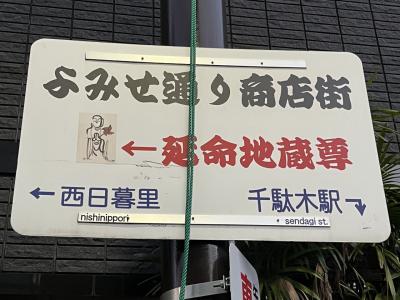 よみせ通り商店街
←延命地蔵尊
←西日暮里 千駄木駅
nishinippori sendagi st.